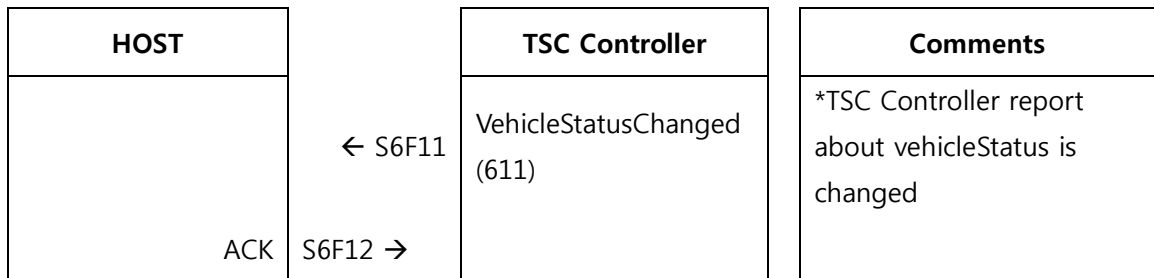 HOST
TSC Controller
Comments
← S6F11
VehicleStatusChanged
(611)
*TSC Controller report
about vehicleStatus is
changed
ACK
S6F12 →